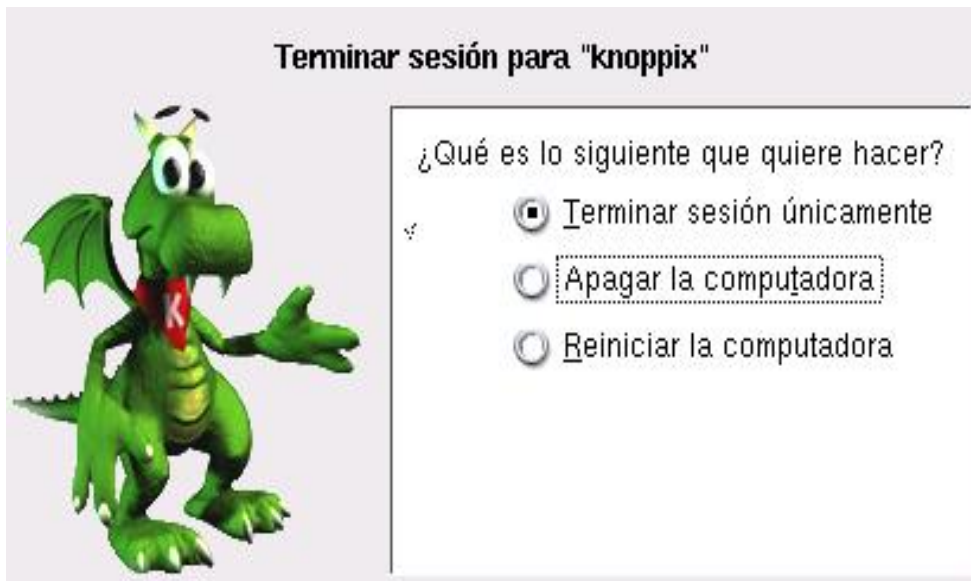 Terminar sesión para "knoppix"
¿Qué es lo siguiente que quiere hacer?
Terminar sesión únicamente
Apagar la computadora
Reiniciar la computadora
K